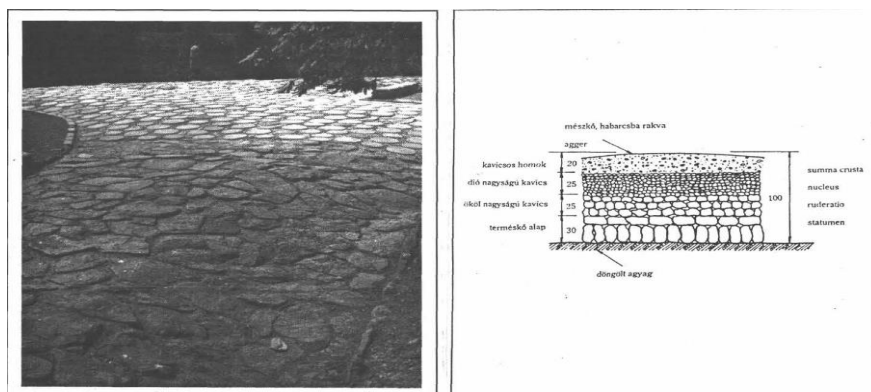 mészkő, habarcsba rakva
agger
kavicsos homok 20 summa crusta
dió nagyságú kavics 25 nucleus
ököl nagyságú kavics 25 100 ruderatio
terméskő alap 30 statumen
döngölt agyag